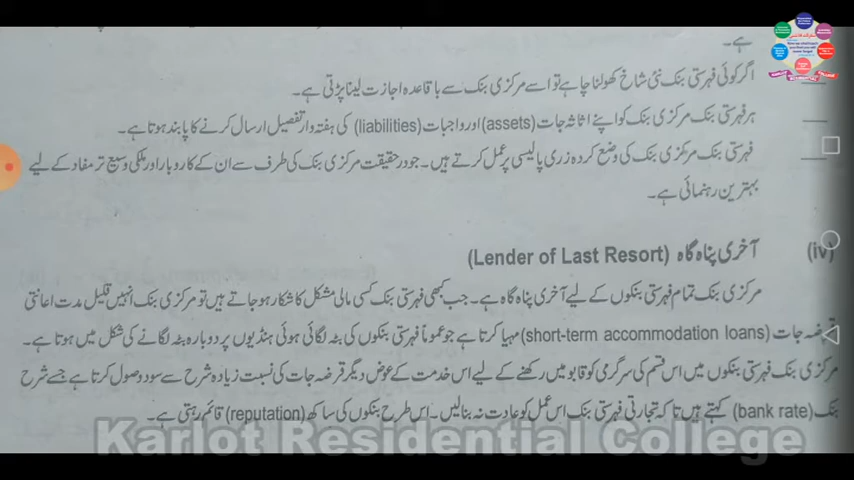 ہے۔
اگر کوئی فہرستی بنک نئی شاخ کھولنا چاہے تو اسے مرکزی بنک سے باقاعدہ اجازت لینا پڑتی ہے۔
ہر فہرستی بنک مرکزی بنک کو اپنے اثاثہ جات (assets) اور واجبات (liabilities) کی ہفتہ وار تفصیل ارسال کرنے کا پابند ہوتا ہے۔
فہرستی بنک مرکزی بنک کی وضع کردہ زری پالیسی پر عمل کرتے ہیں۔ جو درحقیقت مرکزی بنک کی طرف سے ان کے کاروبار اور ملکی وسیع تر مفاد کے لیے
بہترین رہنمائی ہے۔
(iv) آخری پناہ گاہ (Lender of Last Resort)
مرکزی بنک تمام فہرستی بنکوں کے لیے آخری پناہ گاہ ہے۔ جب کبھی فہرستی بنک کسی مالی مشکل کا شکار ہو جاتے ہیں تو مرکزی بنک انہیں قلیل مدت اعانتی
قرضہ جات (short-term accommodation loans) مہیا کرتا ہے جو عموماً فہرستی بنکوں کی بٹہ لگائی ہوئی ہنڈیوں پر دوبارہ بٹہ لگانے کی شکل میں ہوتا ہے۔
مرکزی بنک فہرستی بنکوں میں اس قسم کی سرگرمی کو قابو میں رکھنے کے لیے اس خدمت کے عوض دیگر قرضہ جات کی نسبت زیادہ شرح سے سود وصول کرتا ہے جسے شرح
بنک (bank rate) کہتے ہیں تاکہ تجارتی فہرستی بنک اس عمل کو عادت نہ بنالیں۔ اس طرح بنکوں کی ساکھ (reputation) قائم رہتی ہے۔
Karlot Residential College